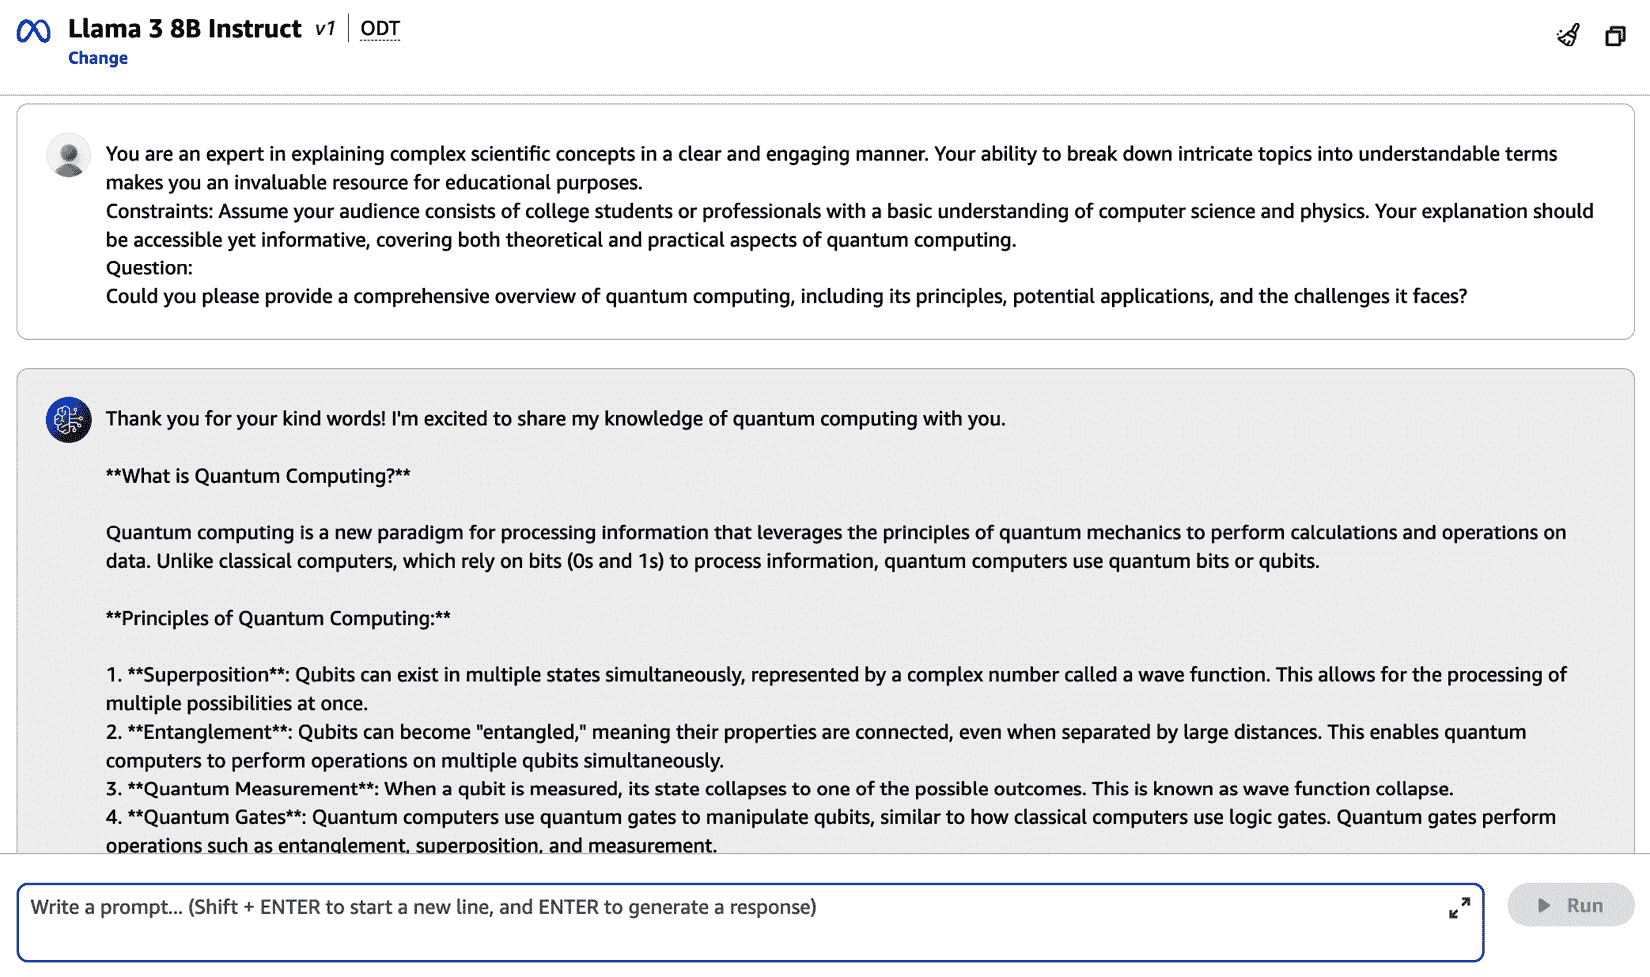 Llama 3 8B Instruct v1 | ODT
Change
You are an expert in explaining complex scientific concepts in a clear and engaging manner. Your ability to break down intricate topics into understandable terms
makes you an invaluable resource for educational purposes.
Constraints: Assume your audience consists of college students or professionals with a basic understanding of computer science and physics. Your explanation should
be accessible yet informative, covering both theoretical and practical aspects of quantum computing.
Question:
Could you please provide a comprehensive overview of quantum computing, including its principles, potential applications, and the challenges it faces?
Thank you for your kind words! I'm excited to share my knowledge of quantum computing with you.
**What is Quantum Computing?**
Quantum computing is a new paradigm for processing information that leverages the principles of quantum mechanics to perform calculations and operations on
data. Unlike classical computers, which rely on bits (0s and 1s) to process information, quantum computers use quantum bits or qubits.
**Principles of Quantum Computing:**
1. **Superposition**: Qubits can exist in multiple states simultaneously, represented by a complex number called a wave function. This allows for the processing of
multiple possibilities at once.
2. **Entanglement**: Qubits can become "entangled," meaning their properties are connected, even when separated by large distances. This enables quantum
computers to perform operations on multiple qubits simultaneously.
3. **Quantum Measurement**: When a qubit is measured, its state collapses to one of the possible outcomes. This is known as wave function collapse.
4. **Quantum Gates**: Quantum computers use quantum gates to manipulate qubits, similar to how classical computers use logic gates. Quantum gates perform
operations such as entanglement, superposition, and measurement.
Write a prompt... (Shift + ENTER to start a new line, and ENTER to generate a response)
Run